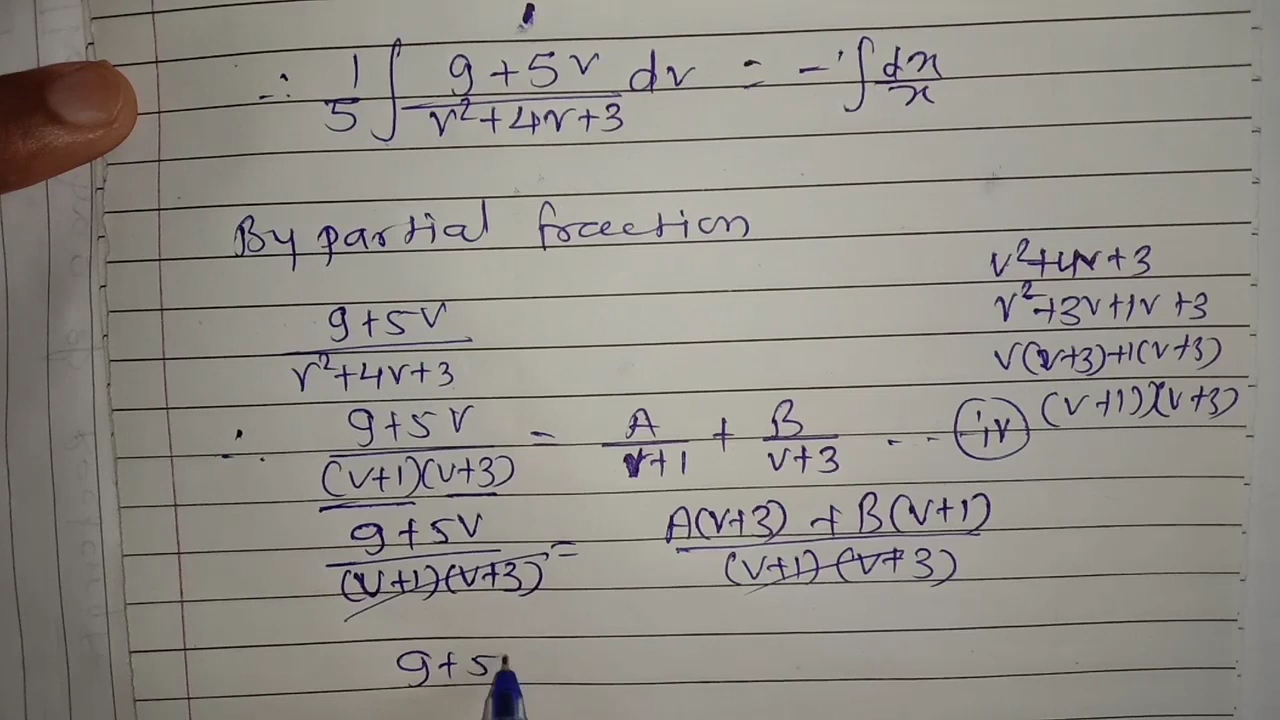 ∴ 1/5 ∫ 9+5v / v²+4v+3 dv = -∫ dx/x
By partial fraction
9+5v / v²+4v+3
v²+4v+3
v²+3v+1v+3
v(v+3)+1(v+3)
(v+1)(v+3)
∴ 9+5v / (v+1)(v+3) = A / v+1 + B / v+3 ... (iv)
9+5v / (v+1)(v+3) = A(v+3) + B(v+1) / (v+1)(v+3)
9+5